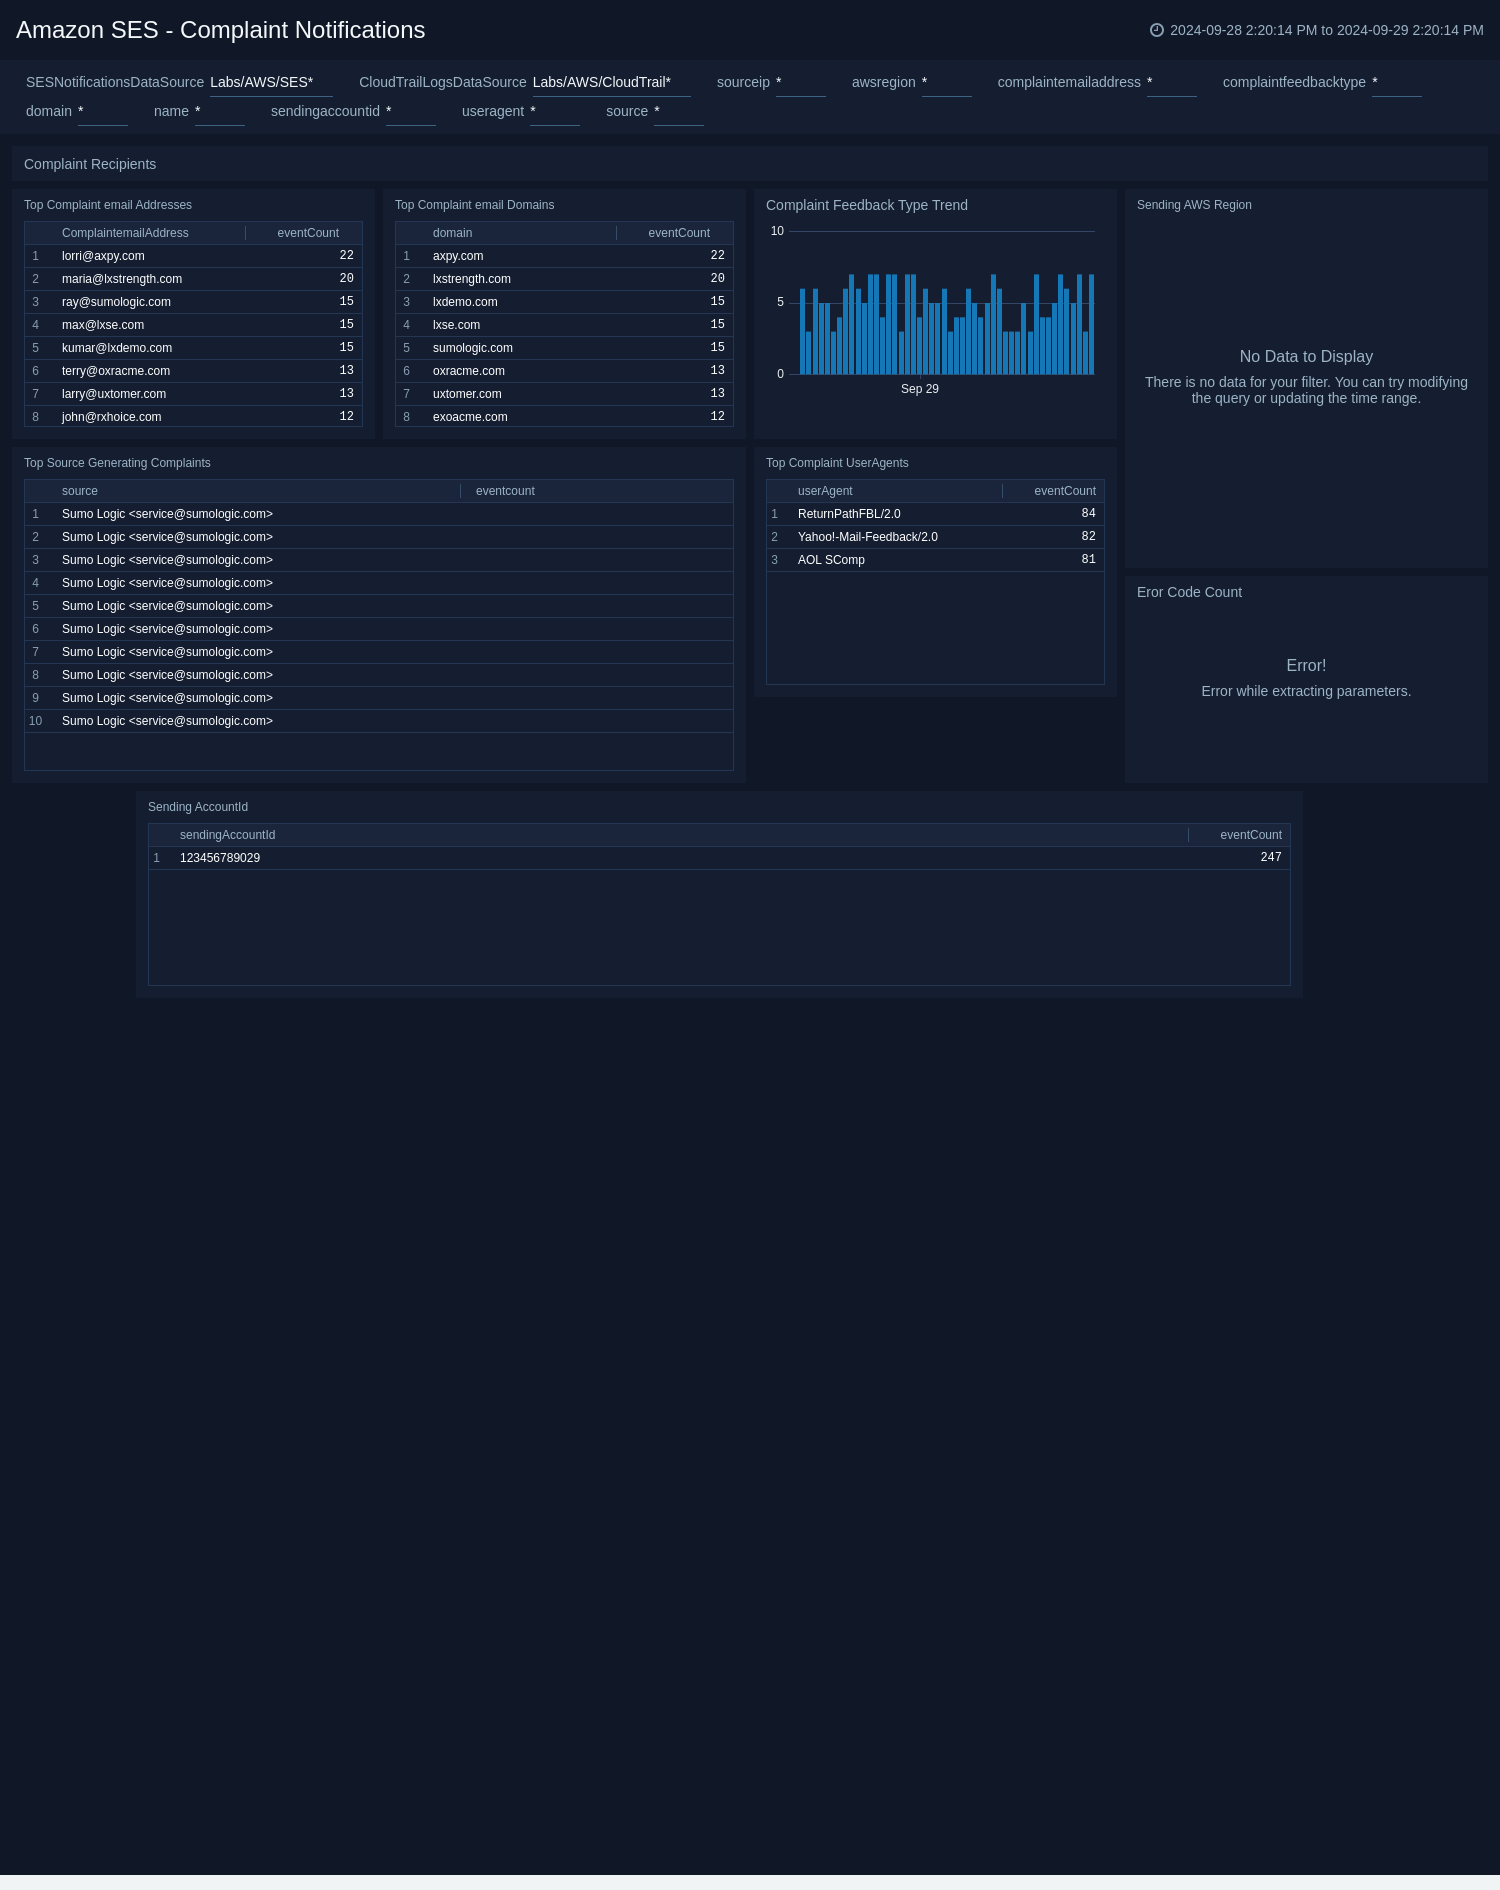 Amazon SES - Complaint Notifications
2024-09-28 2:20:14 PM to 2024-09-29 2:20:14 PM
SESNotificationsDataSource Labs/AWS/SES* CloudTrailLogsDataSource Labs/AWS/CloudTrail* sourceip * awsregion * complaintemailaddress * complaintfeedbacktype *
domain * name * sendingaccountid * useragent * source *
Complaint Recipients
Top Complaint email Addresses
ComplaintemailAddress eventCount
1 lorri@axpy.com 22
2 maria@lxstrength.com 20
3 ray@sumologic.com 15
4 max@lxse.com 15
5 kumar@lxdemo.com 15
6 terry@oxracme.com 13
7 larry@uxtomer.com 13
8 john@rxhoice.com 12
Top Complaint email Domains
domain eventCount
1 axpy.com 22
2 lxstrength.com 20
3 lxdemo.com 15
4 lxse.com 15
5 sumologic.com 15
6 oxracme.com 13
7 uxtomer.com 13
8 exoacme.com 12
Complaint Feedback Type Trend
10
5
0
Sep 29
Sending AWS Region
No Data to Display
There is no data for your filter. You can try modifying
the query or updating the time range.
Top Source Generating Complaints
source eventcount
1 Sumo Logic <service@sumologic.com>
2 Sumo Logic <service@sumologic.com>
3 Sumo Logic <service@sumologic.com>
4 Sumo Logic <service@sumologic.com>
5 Sumo Logic <service@sumologic.com>
6 Sumo Logic <service@sumologic.com>
7 Sumo Logic <service@sumologic.com>
8 Sumo Logic <service@sumologic.com>
9 Sumo Logic <service@sumologic.com>
10 Sumo Logic <service@sumologic.com>
Top Complaint UserAgents
userAgent eventCount
1 ReturnPathFBL/2.0 84
2 Yahoo!-Mail-Feedback/2.0 82
3 AOL SComp 81
Eror Code Count
Error!
Error while extracting parameters.
Sending AccountId
sendingAccountId eventCount
1 123456789029 247